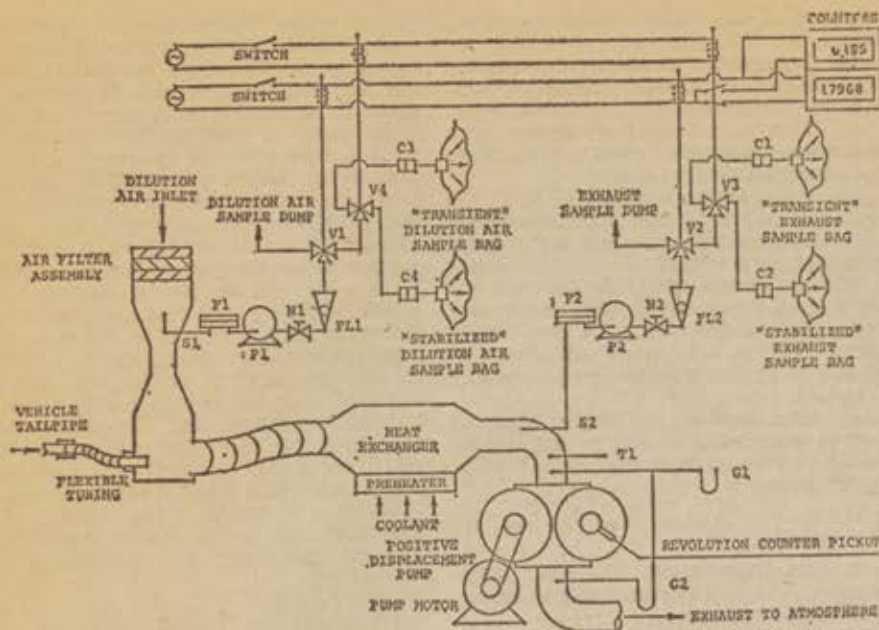 COUNTERS
SWITCH
SWITCH
17968
DILUTION
AIR INLET
AIR FILTER
ASSEMBLY
DILUTION AIR
SAMPLE DUMP
V1
V4
C3
"TRANSIENT"
DILUTION AIR
SAMPLE BAG
C4
"STABILIZED"
DILUTION AIR
SAMPLE BAG
EXHAUST
SAMPLE DUMP
V2
V3
C1
"TRANSIENT"
EXHAUST
SAMPLE BAG
C2
"STABILIZED"
EXHAUST
SAMPLE BAG
S1
F1
P1
N1
FL1
F2
P2
N2
FL2
VEHICLE
TAILPIPE
FLEXIBLE
TUBING
HEAT
EXCHANGER
PREHEATER
COOLANT
S2
T1
G1
POSITIVE
DISPLACEMENT
PUMP
PUMP MOTOR
REVOLUTION COUNTER PICKUP
G2
EXHAUST TO ATMOSPHERE